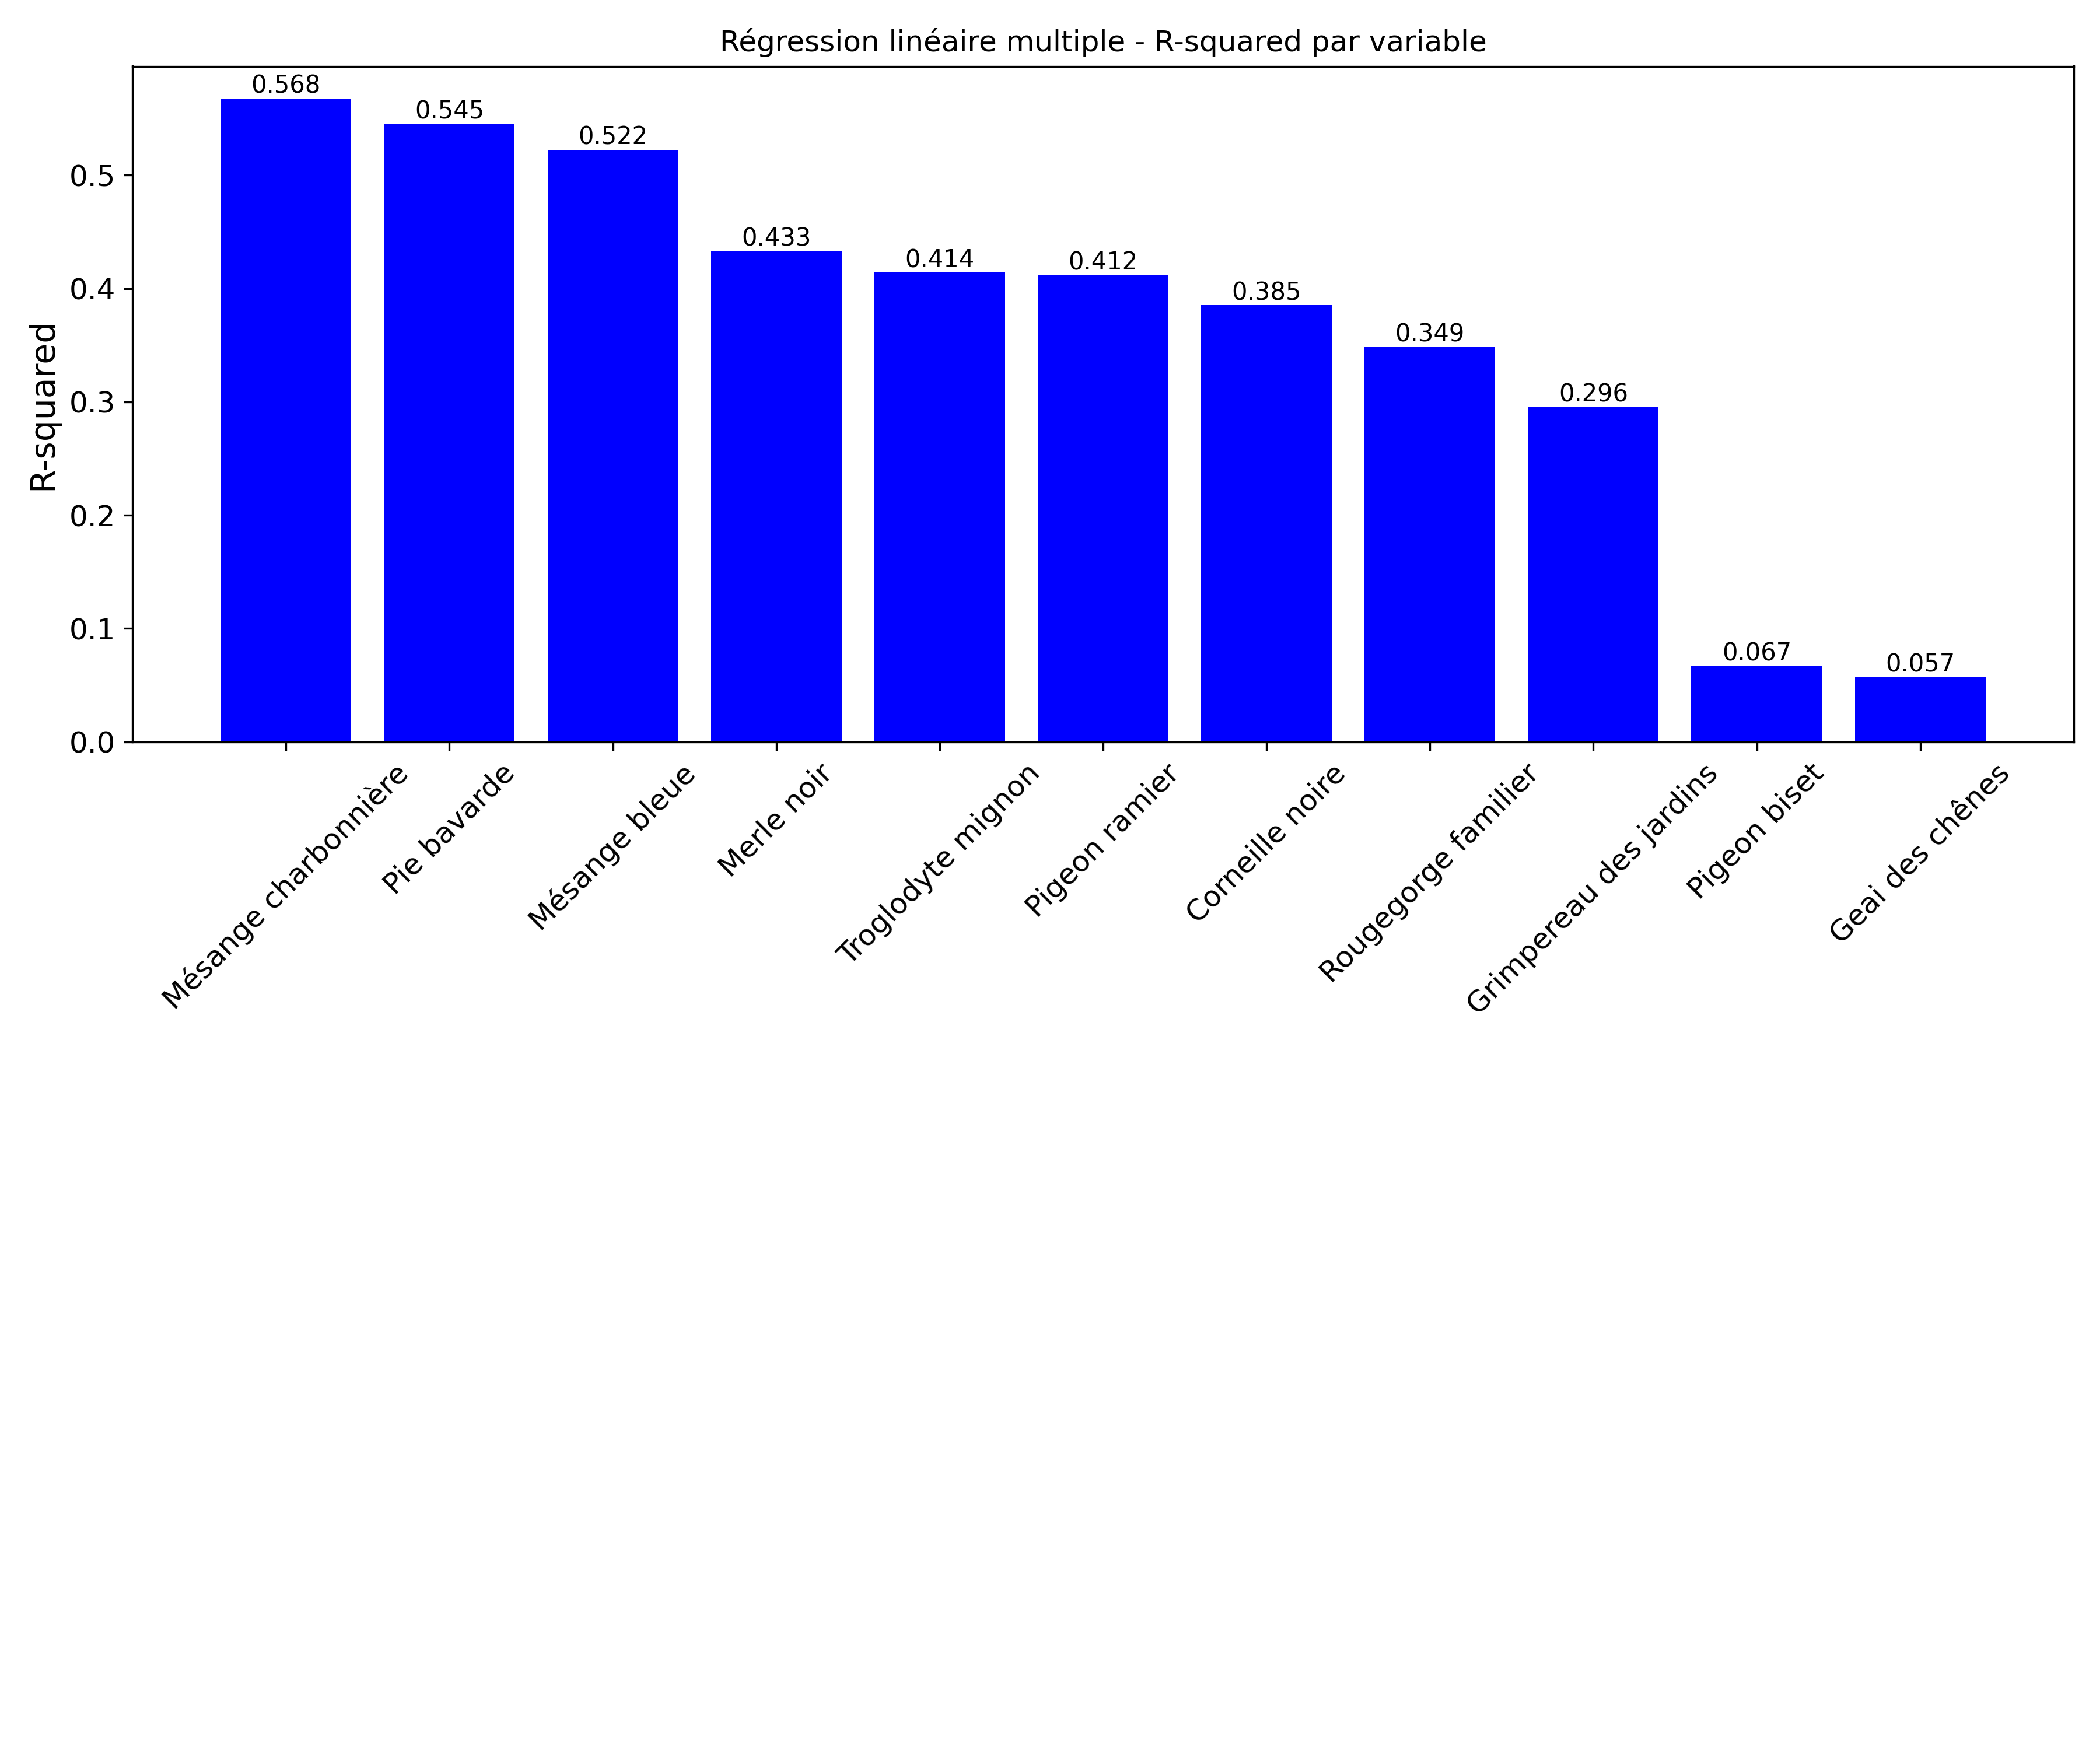 Régression linéaire multiple - R-squared par variable
0.568
0.545
0.522
0.433
0.414
0.412
0.385
0.349
0.296
0.067
0.057
R-squared
0.5
0.4
0.3
0.2
0.1
0.0
Mésange charbonnière
Pie bavarde
Mésange bleue
Merle noir
Troglodyte mignon
Pigeon ramier
Corneille noire
Rougegorge familier
Grimpereau des jardins
Pigeon biset
Geai des chênes